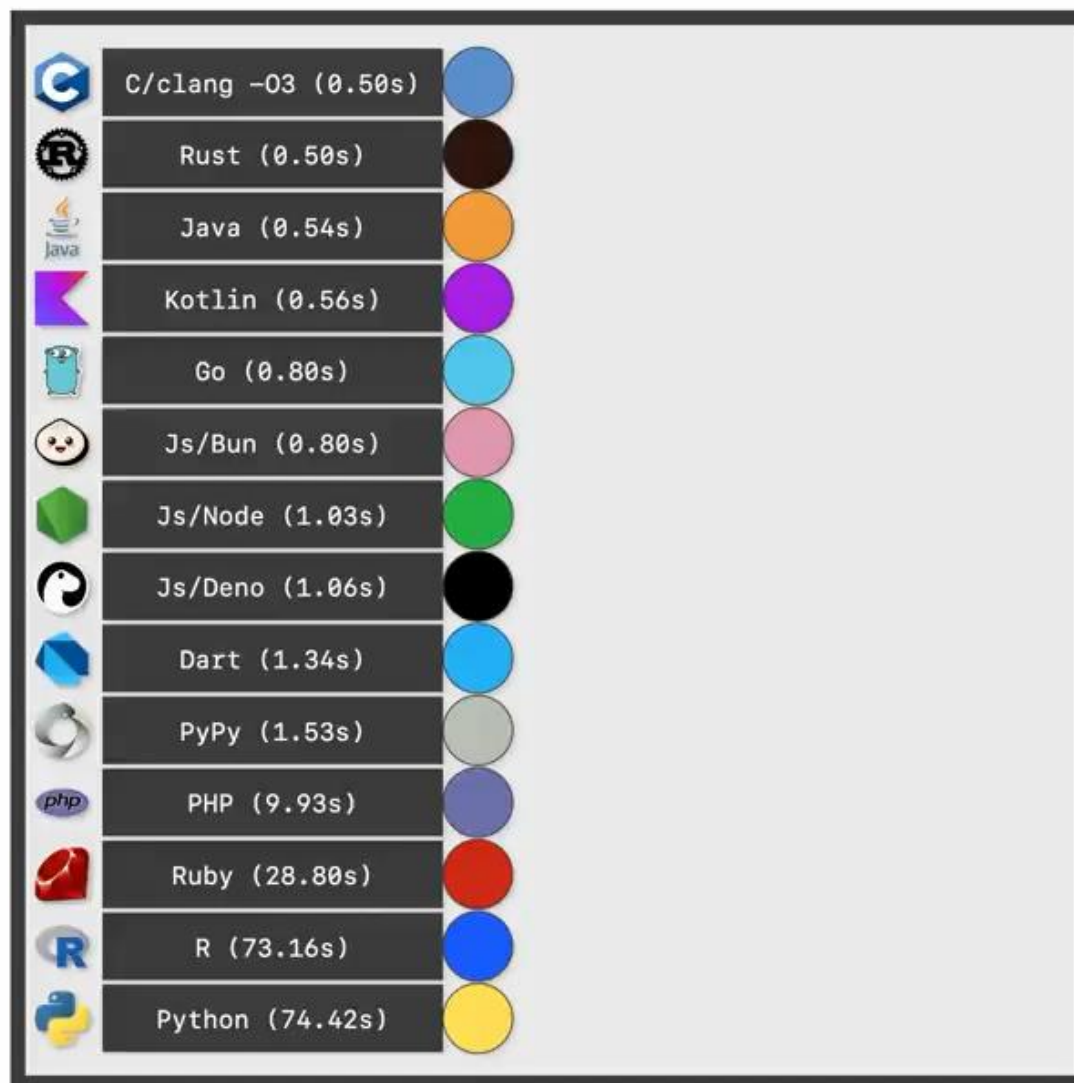 C/clang -O3 (0.50s)
Rust (0.50s)
Java
Java (0.54s)
Kotlin (0.56s)
Go (0.80s)
Js/Bun (0.80s)
Js/Node (1.03s)
Js/Deno (1.06s)
Dart (1.34s)
PyPy (1.53s)
php
PHP (9.93s)
Ruby (28.80s)
R (73.16s)
Python (74.42s)